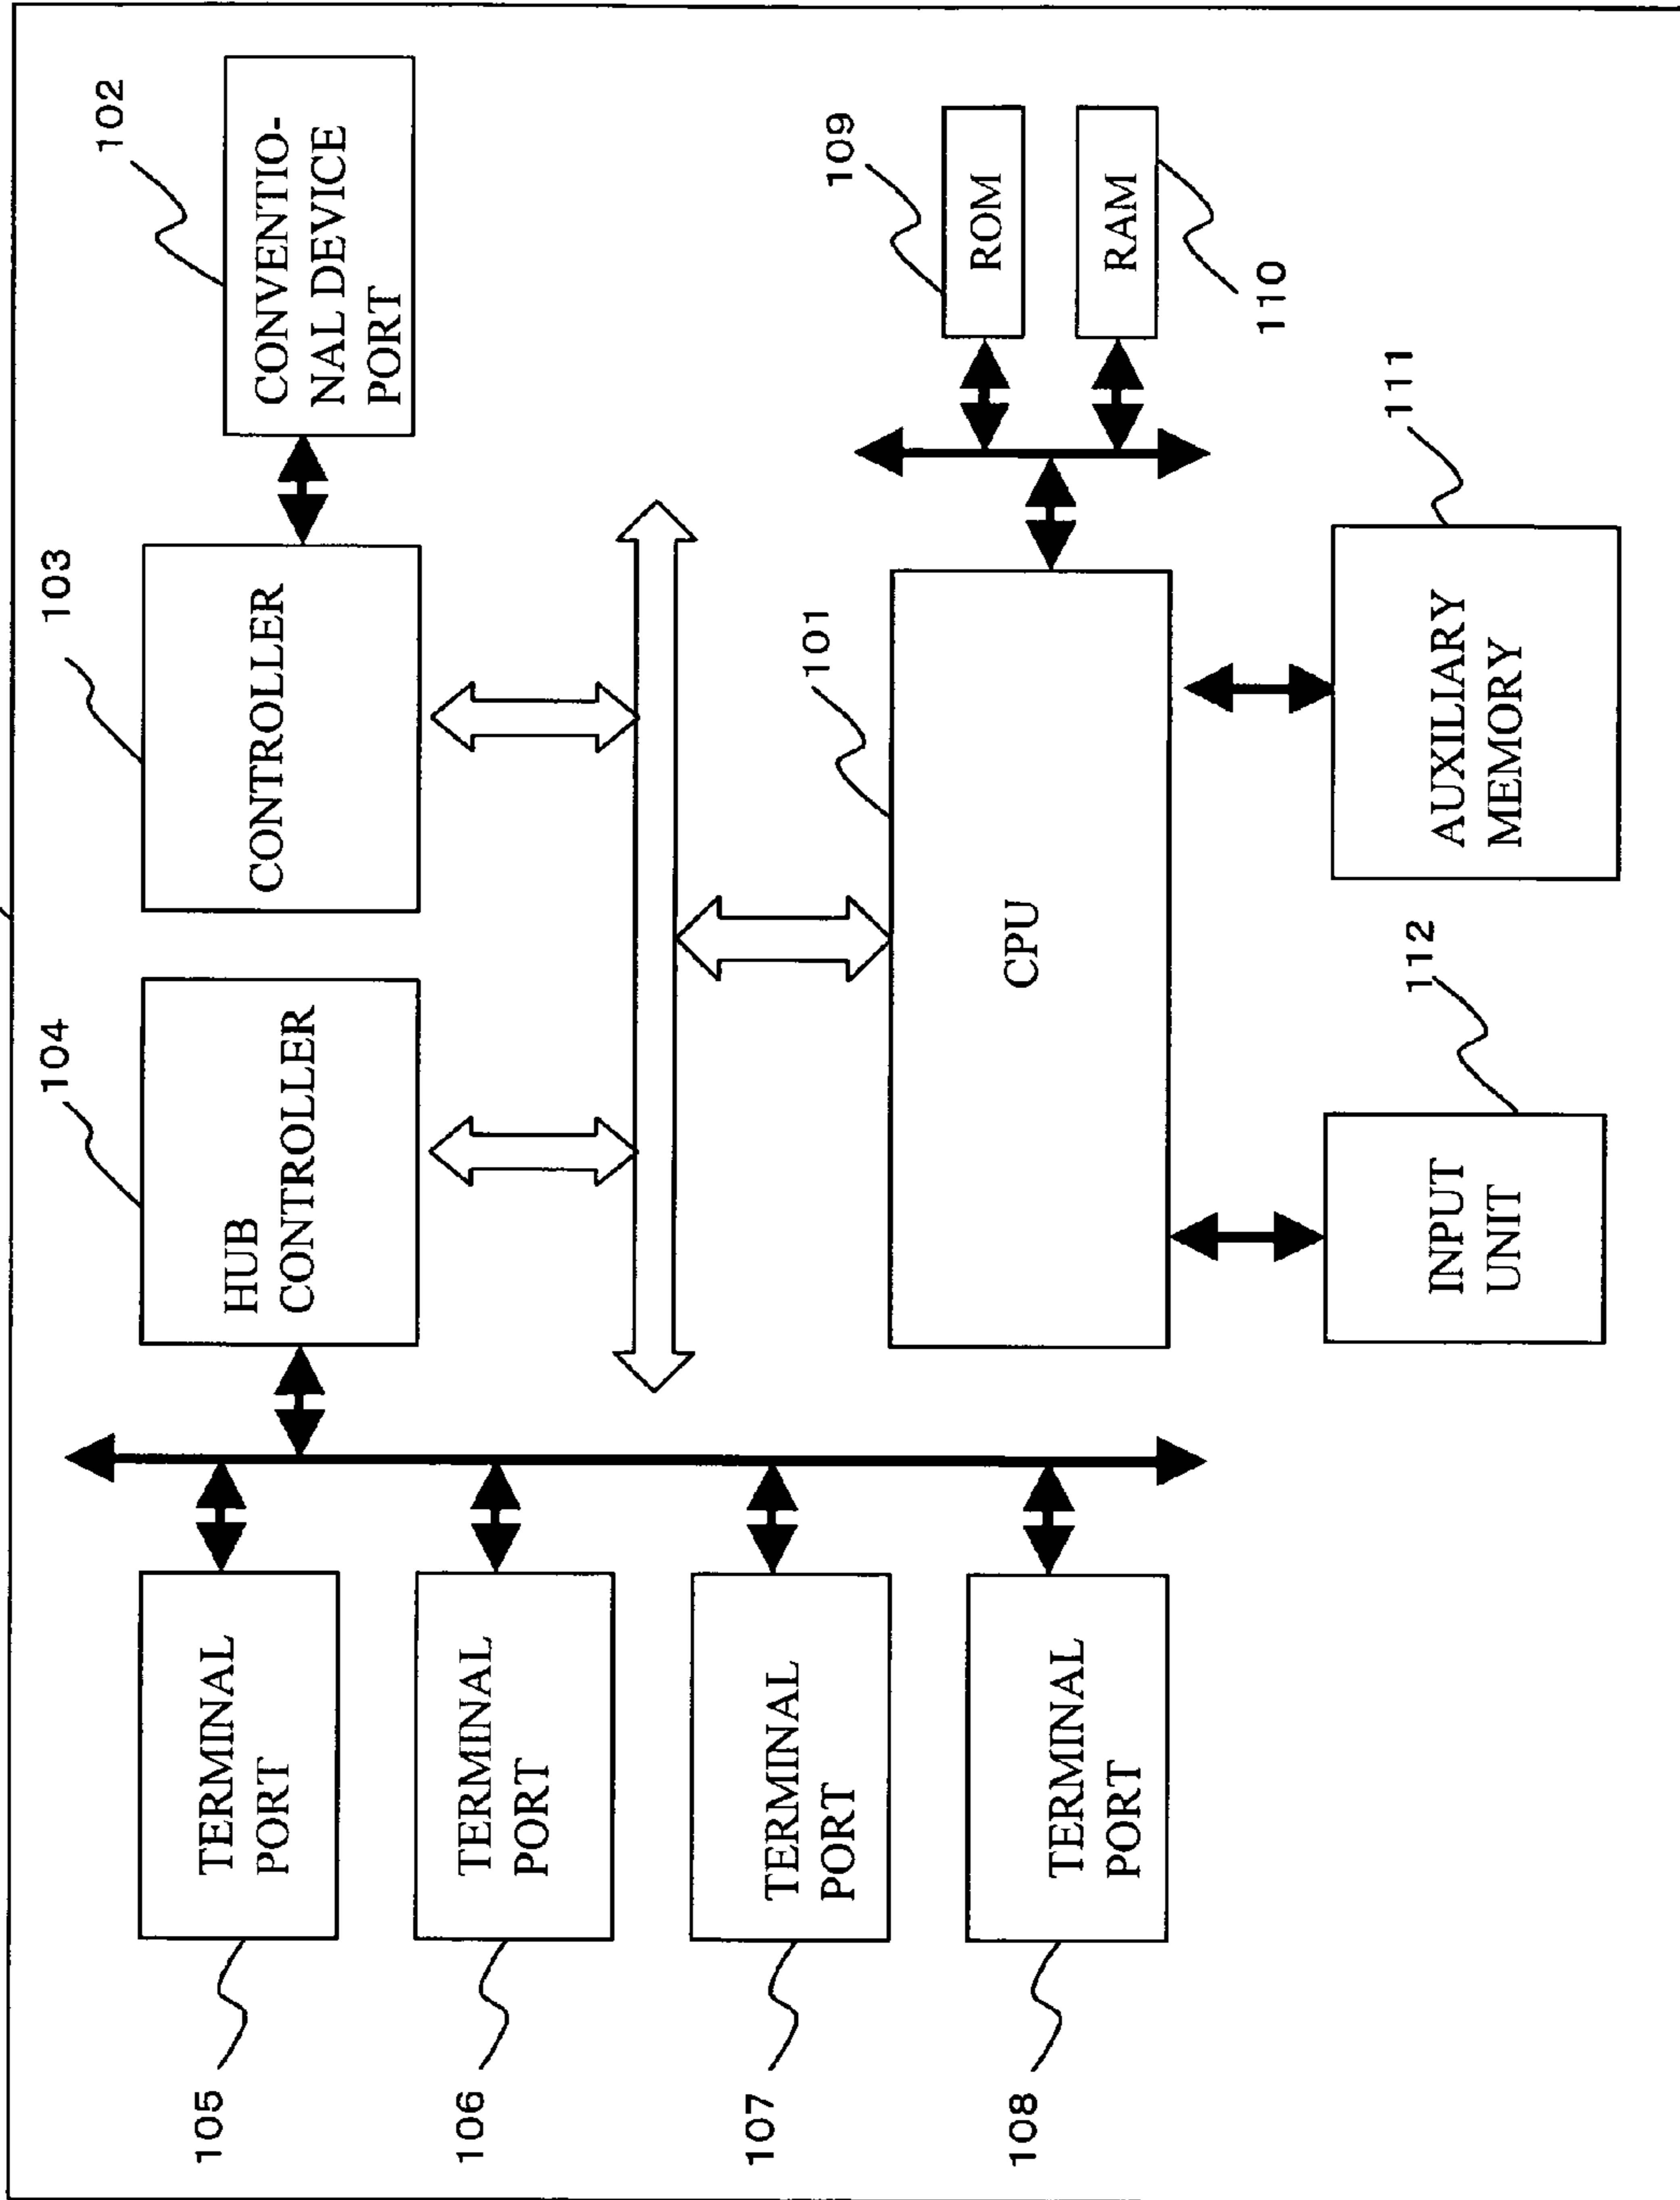 105
TERMINAL
PORT
104
HUB
CONTROLLER
103
CONTROLLER
102
CONVENTIO-
NAL DEVICE
PORT
106
TERMINAL
PORT
107
TERMINAL
PORT
101
CPU
109
ROM
108
TERMINAL
PORT
RAM
110
112
INPUT
UNIT
111
AUXILIARY
MEMORY